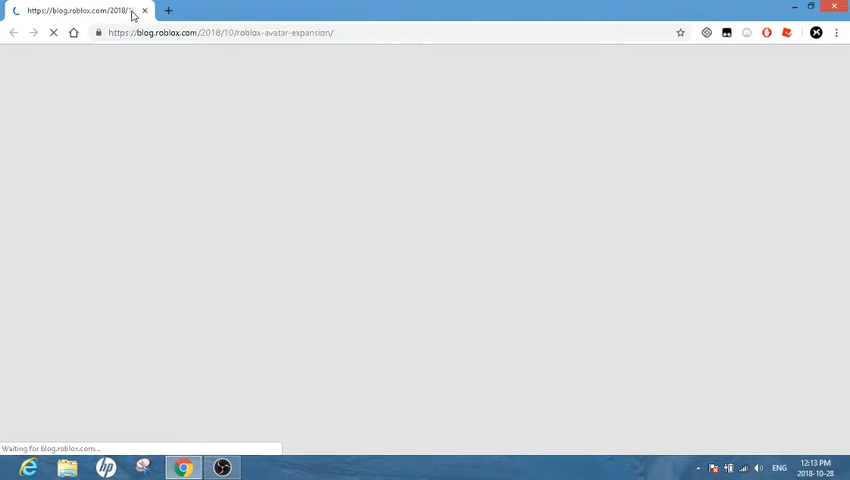 https://blog.roblox.com/2018/
https://blog.roblox.com/2018/10/roblox-avatar-expansion/
Waiting for blog.roblox.com...
hp
ENG
12:13 PM
2018-10-28